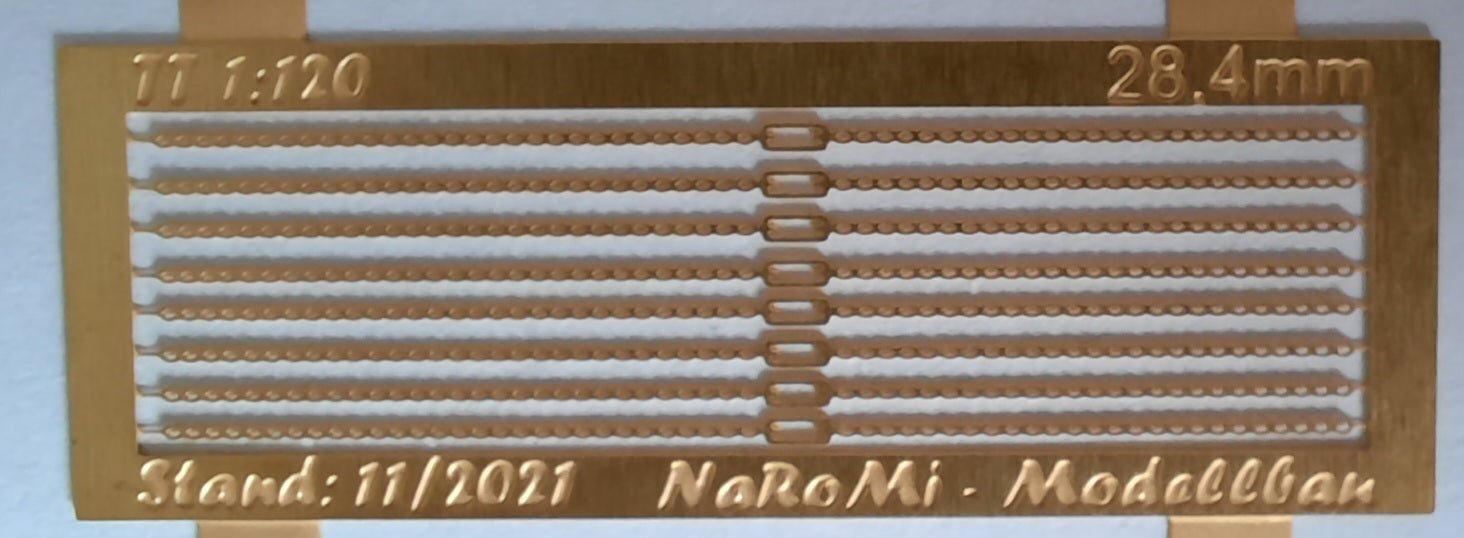 TT 1:120 28,4mm
Stand: 11/2021 NaRoMi - Modellbau